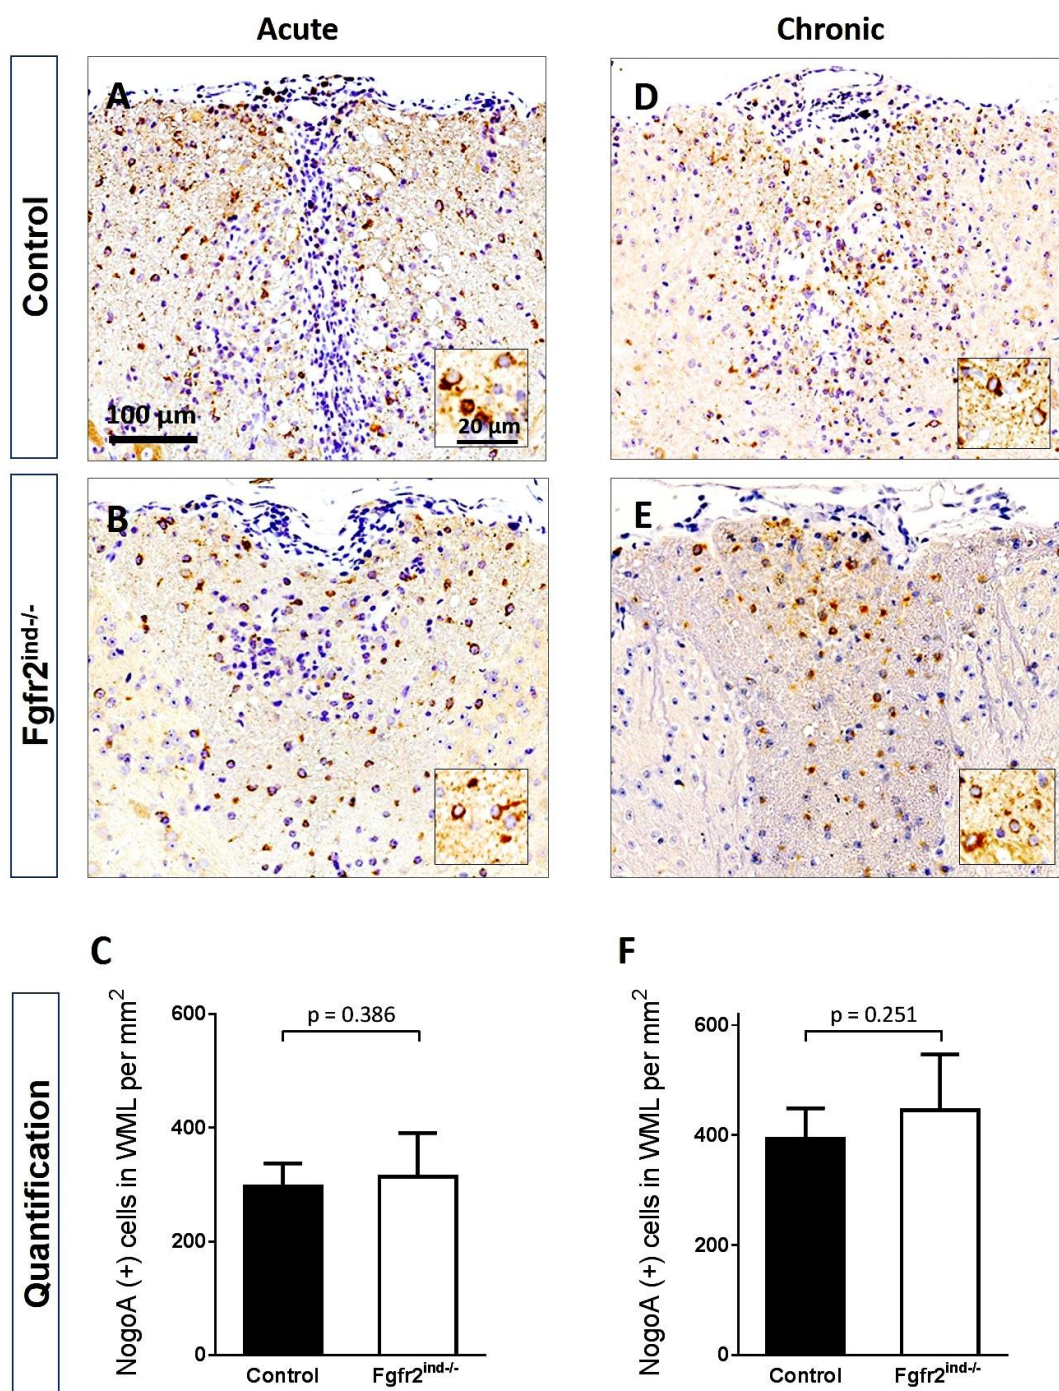 Acute
Chronic
Control
A
100 µm
20 µm
D
Fgfr2ind-/-
B
E
Quantification
C
NogoA (+) cells in WML per mm2
600
400
200
0
p = 0.386
Control
Fgfr2ind-/-
F
NogoA (+) cells in WML per mm2
600
400
200
0
p = 0.251
Control
Fgfr2ind-/-